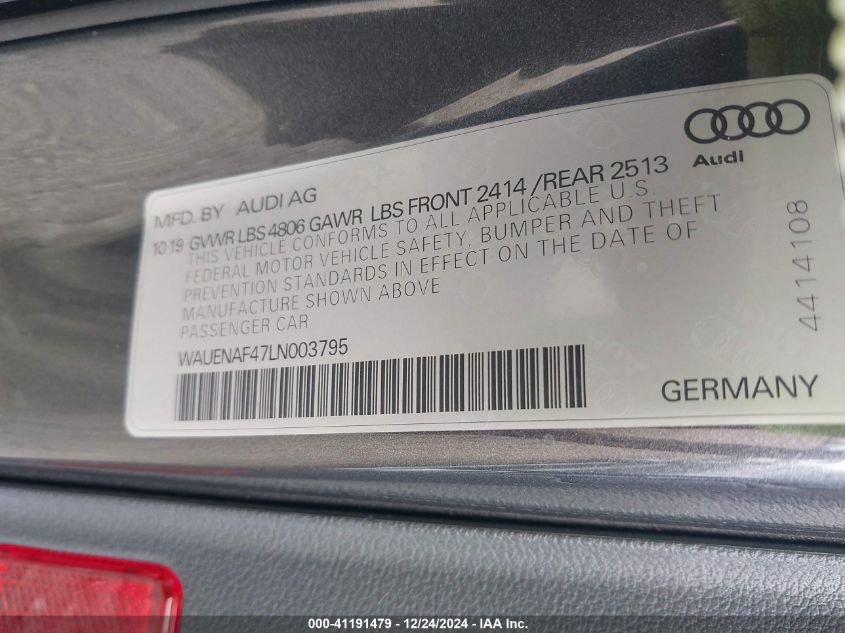 Audi
MFD. BY AUDI AG
10 19 GVWR LBS 4806 GAWR LBS FRONT 2414 /REAR 2513
THIS VEHICLE CONFORMS TO ALL APPLICABLE U.S.
FEDERAL MOTOR VEHICLE SAFETY, BUMPER AND THEFT
PREVENTION STANDARDS IN EFFECT ON THE DATE OF
MANUFACTURE SHOWN ABOVE
PASSENGER CAR
WAUENAF47LN003795
4414108
GERMANY
000-41191479 - 12/24/2024 - IAA Inc.